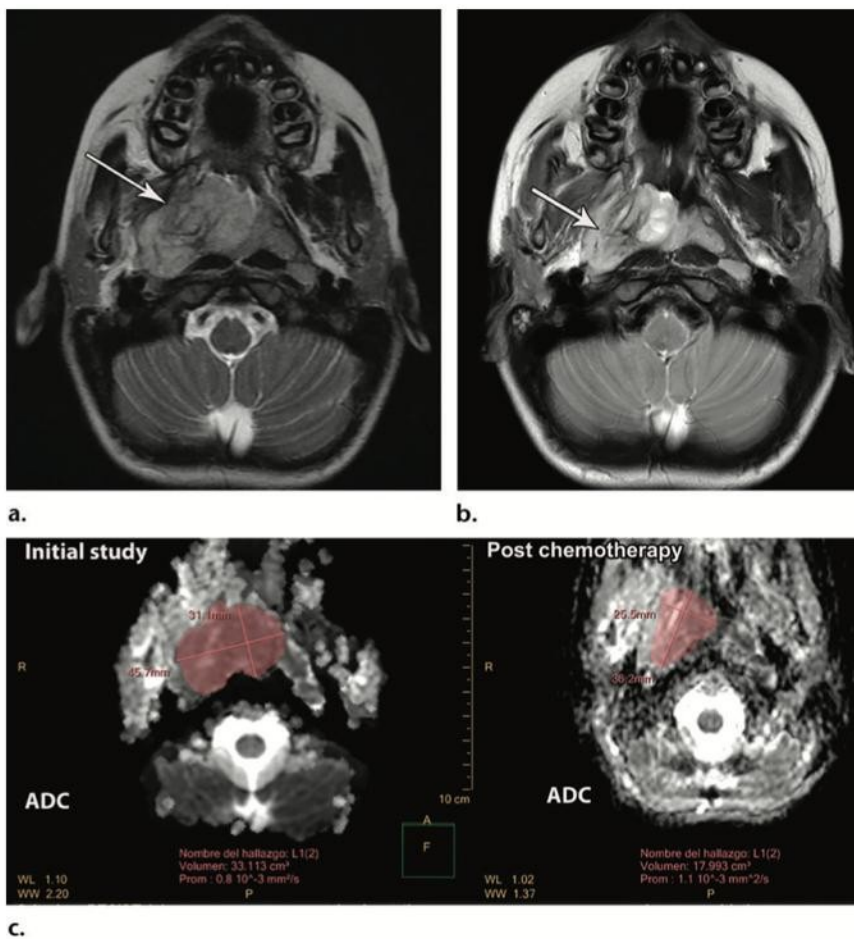 a.
b.
Initial study
Post chemotherapy
31.1mm
45.7mm
25.5mm
36.2mm
R
R
10 cm
ADC
ADC
A
F
Nombre del hallazgo: L1(2)
Volumen: 33.113 cm³
Prom : 0.8 10^-3 mm²/s
WL 1.10
WW 2.20
P
Nombre del hallazgo: L1(2)
Volumen: 17.993 cm³
Prom : 1.1 10^-3 mm^2/s
WL 1.02
WW 1.37
P
c.